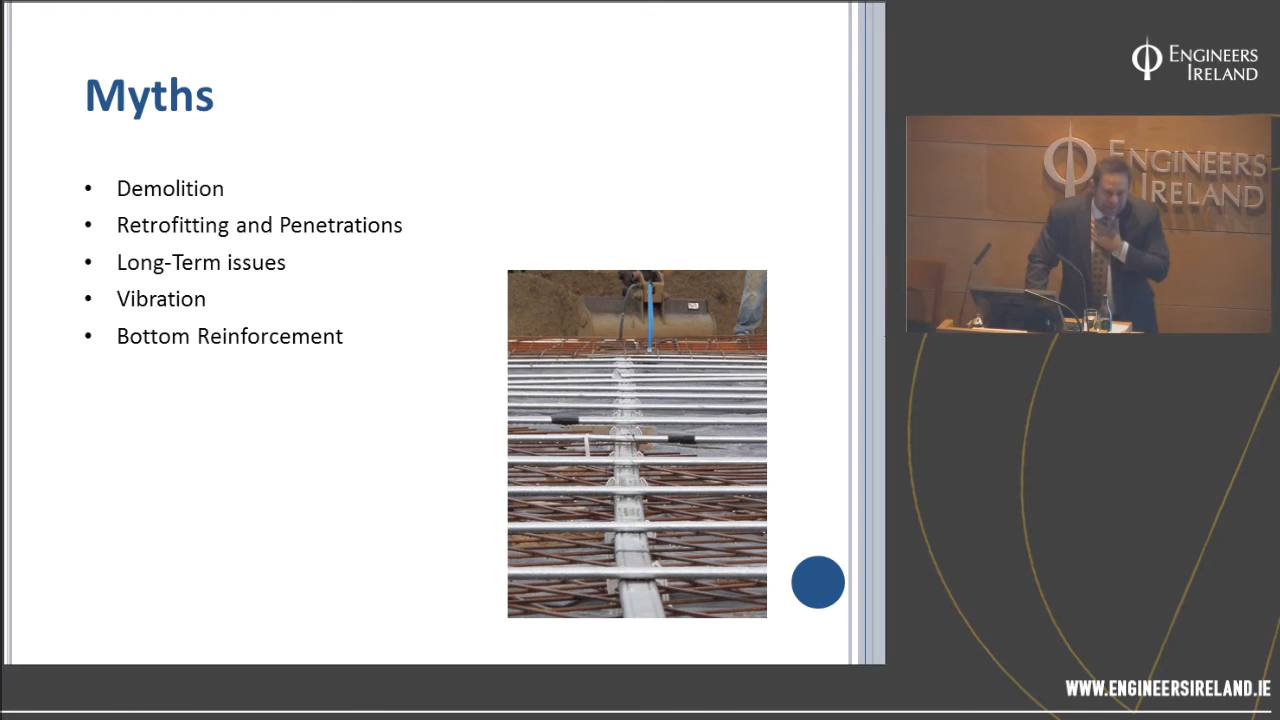 Myths
• Demolition
• Retrofitting and Penetrations
• Long-Term issues
• Vibration
• Bottom Reinforcement
ENGINEERS
IRELAND
ENGINEERS
IRELAND
WWW.ENGINEERSIRELAND.IE